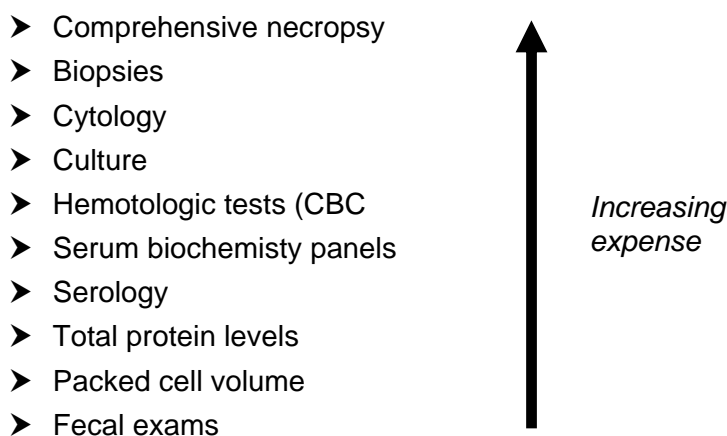 ➤ Comprehensive necropsy
➤ Biopsies
➤ Cytology
➤ Culture
➤ Hemotologic tests (CBC
➤ Serum biochemisty panels
➤ Serology
➤ Total protein levels
➤ Packed cell volume
➤ Fecal exams
Increasing
expense